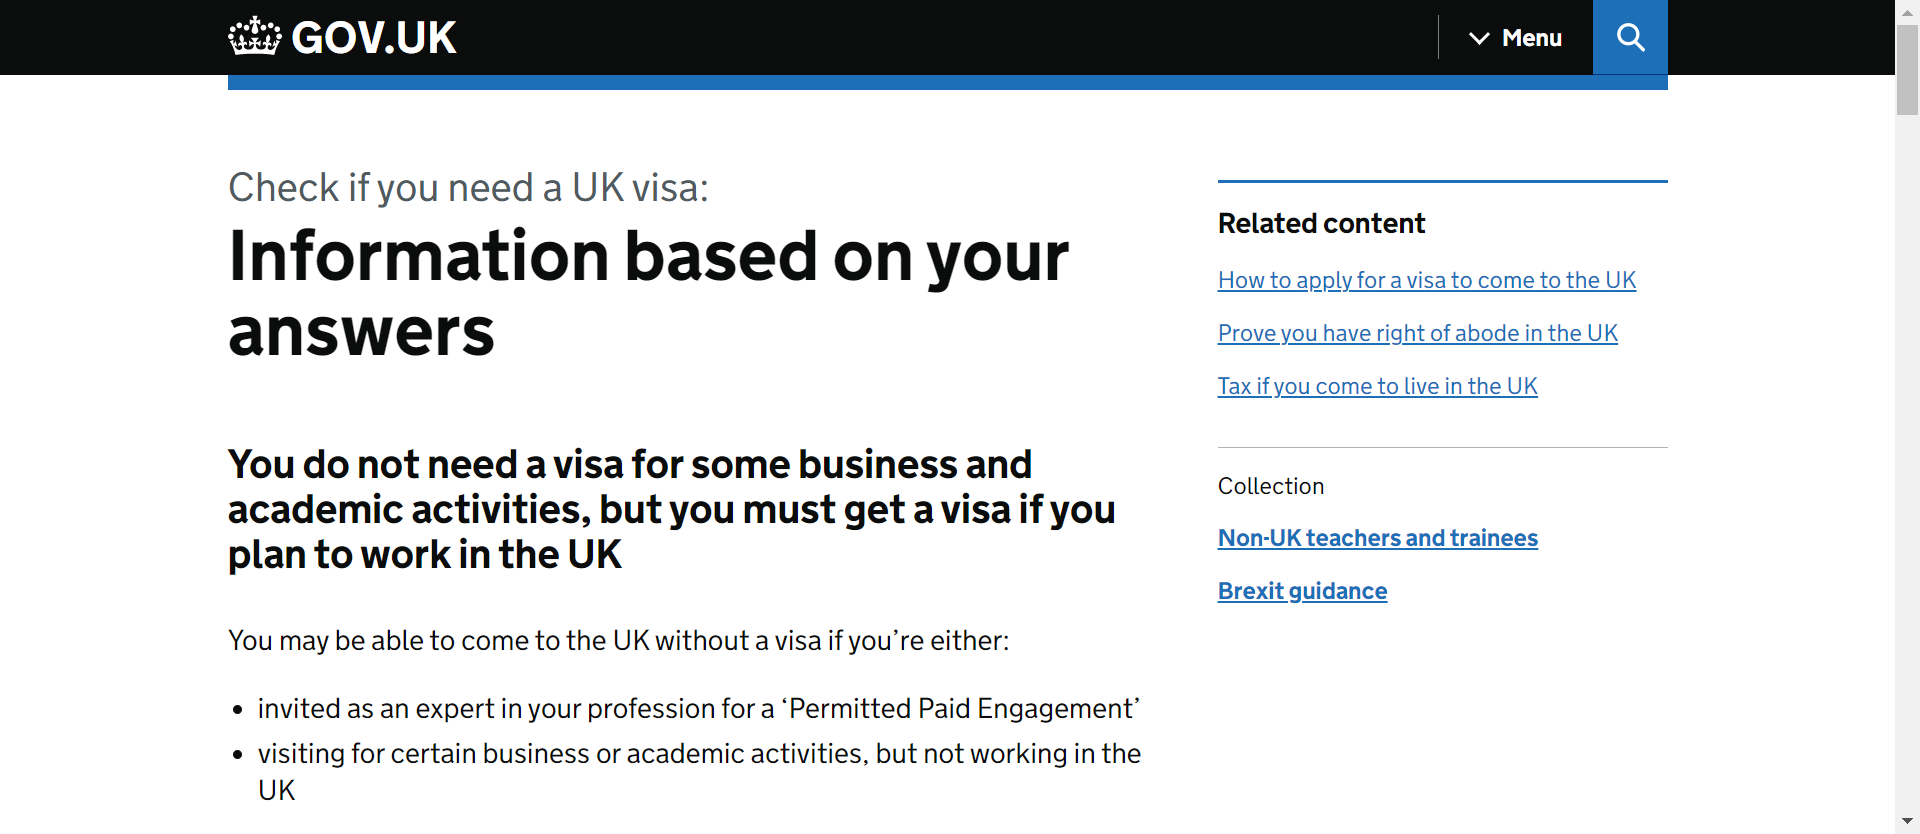 GOV.UK
Menu
Check if you need a UK visa:
Information based on your
answers
You do not need a visa for some business and
academic activities, but you must get a visa if you
plan to work in the UK
You may be able to come to the UK without a visa if you’re either:
• invited as an expert in your profession for a ‘Permitted Paid Engagement’
• visiting for certain business or academic activities, but not working in the
UK
Related content
How to apply for a visa to come to the UK
Prove you have right of abode in the UK
Tax if you come to live in the UK
Collection
Non-UK teachers and trainees
Brexit guidance